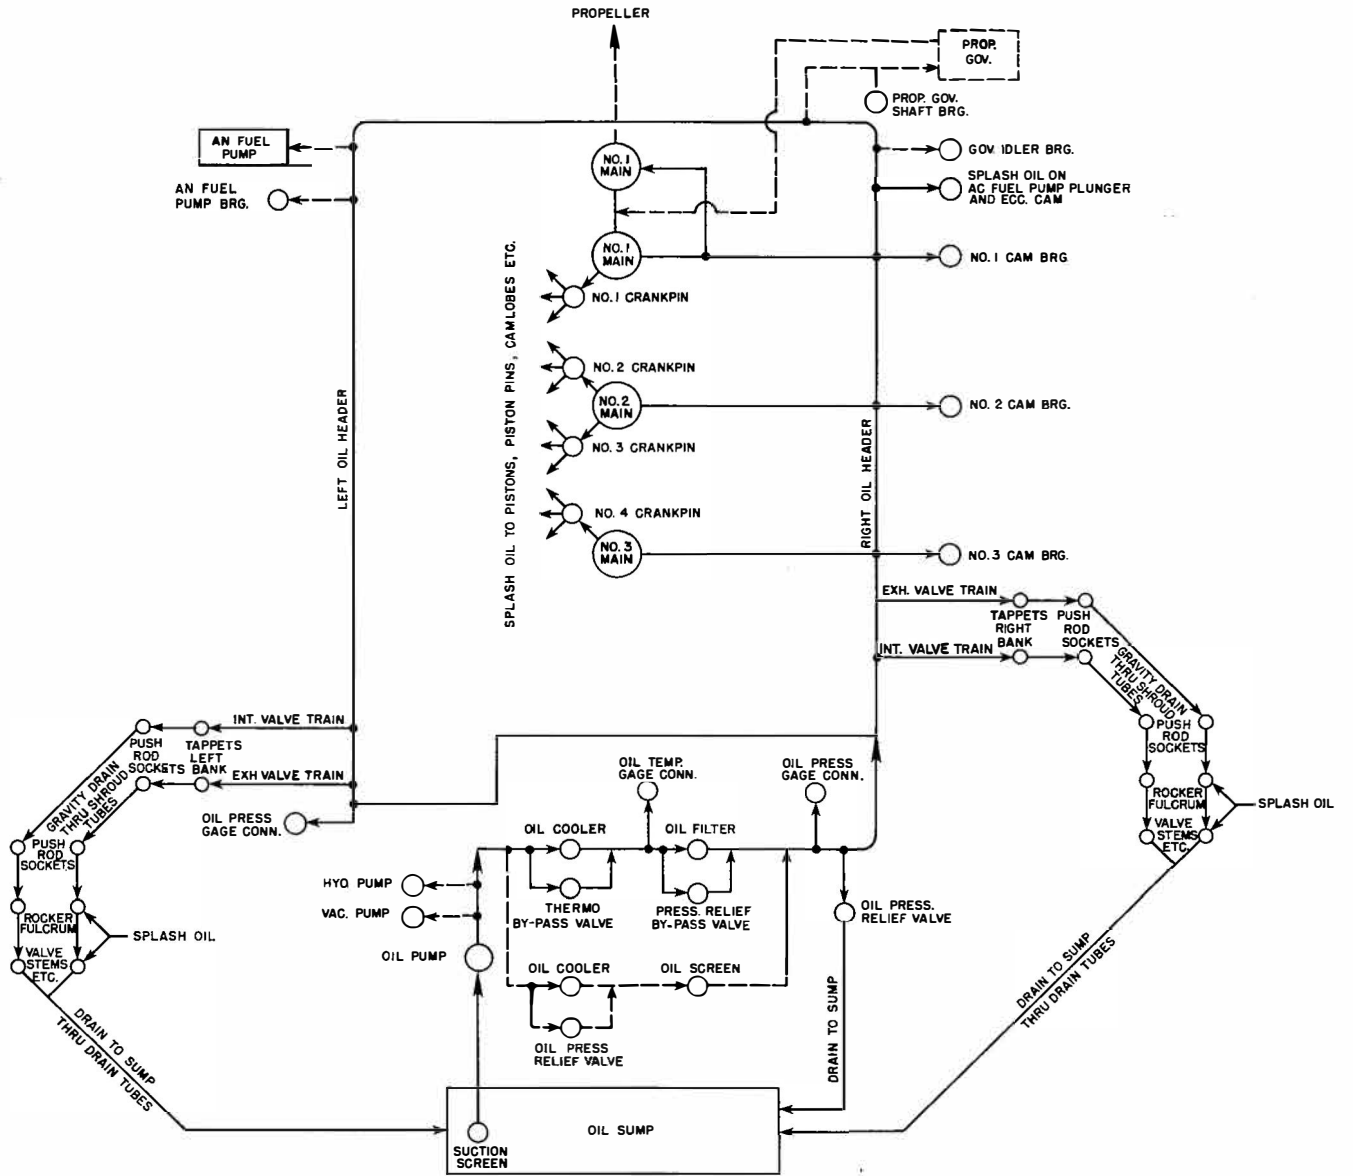 PROPELLER
PROP.
GOV.
PROP. GOV.
SHAFT BRG.
AN FUEL
PUMP
AN FUEL
PUMP BRG.
NO. 1
MAIN
GOV. IDLER BRG.
SPLASH OIL ON
AC FUEL PUMP PLUNGER
AND ECC. CAM
NO. 1
MAIN
NO. 1 CAM BRG
NO. 1 CRANKPIN
SPLASH OIL TO PISTONS, PISTON PINS, CAMLOBES ETC.
NO. 2 CRANKPIN
NO. 2
MAIN
NO. 2 CAM BRG.
NO. 3 CRANKPIN
LEFT OIL HEADER
RIGHT OIL HEADER
NO. 4 CRANKPIN
NO. 3
MAIN
NO. 3 CAM BRG.
EXH. VALVE TRAIN
TAPPETS
RIGHT
BANK
PUSH
ROD
SOCKETS
INT. VALVE TRAIN
GRAVITY DRAIN
THRU SHROUD
TUBES
PUSH
ROD
SOCKETS
ROCKER
FULCRUM
SPLASH OIL
VALVE
STEMS
ETC.
INT. VALVE TRAIN
PUSH
ROD
SOCKETS
TAPPETS
LEFT
BANK
EXH VALVE TRAIN
GRAVITY DRAIN
THRU SHROUD
TUBES
OIL PRESS
GAGE CONN.
PUSH
ROD
SOCKETS
ROCKER
FULCRUM
SPLASH OIL
VALVE
STEMS
ETC.
OIL TEMP.
GAGE CONN.
OIL PRESS
GAGE CONN.
OIL COOLER
OIL FILTER
HYD PUMP
VAC. PUMP
THERMO
BY-PASS VALVE
PRESS. RELIEF
BY-PASS VALVE
OIL PRESS.
RELIEF VALVE
OIL PUMP
OIL COOLER
OIL SCREEN
OIL PRESS
RELIEF VALVE
DRAIN TO SUMP
DRAIN TO SUMP
THRU DRAIN TUBES
DRAIN TO SUMP
THRU DRAIN TUBES
OIL SUMP
SUCTION
SCREEN